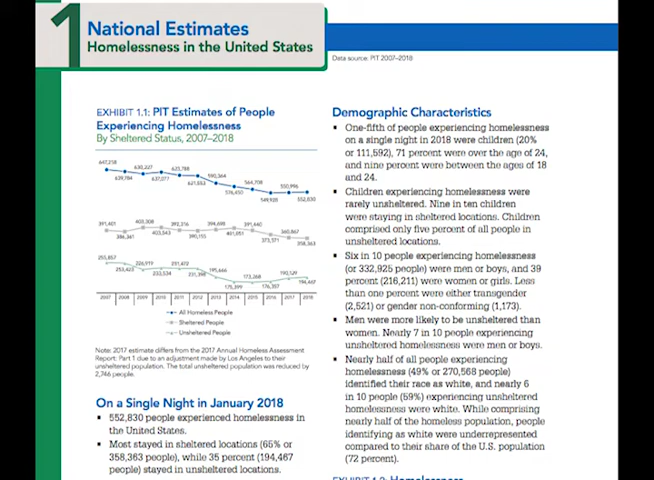 1
National Estimates
Homelessness in the United States
Data source: PIT 2007–2018
EXHIBIT 1.1: PIT Estimates of People
Experiencing Homelessness
By Sheltered Status, 2007–2018
647,258 630,227 623,788 590,364 564,708 550,996
639,784 637,077 621,553 576,450 549,928 552,830
391,401 403,308 392,316 394,698 391,440 360,867
386,361 403,543 390,155 401,051 373,571 358,363
255,857 226,919 231,472 195,666 173,268 190,129
253,423 233,534 231,398 175,399 176,357 194,467
2007 2008 2009 2010 2011 2012 2013 2014 2015 2016 2017 2018
All Homeless People
Sheltered People
Unsheltered People
Note: 2017 estimate differs from the 2017 Annual Homeless Assessment
Report: Part 1 due to an adjustment made by Los Angeles to their
unsheltered population. The total unsheltered population was reduced by
2,746 people.
On a Single Night in January 2018
▪ 552,830 people experienced homelessness in
the United States.
▪ Most stayed in sheltered locations (65% or
358,363 people), while 35 percent (194,467
people) stayed in unsheltered locations.
Demographic Characteristics
▪ One-fifth of people experiencing homelessness
on a single night in 2018 were children (20%
or 111,592), 71 percent were over the age of 24,
and nine percent were between the ages of 18
and 24.
▪ Children experiencing homelessness were
rarely unsheltered. Nine in ten children
were staying in sheltered locations. Children
comprised only five percent of all people in
unsheltered locations.
▪ Six in 10 people experiencing homelessness
(or 332,925 people) were men or boys, and 39
percent (216,211) were women or girls. Less
than one percent were either transgender
(2,521) or gender non-conforming (1,173).
▪ Men were more likely to be unsheltered than
women. Nearly 7 in 10 people experiencing
unsheltered homelessness were men or boys.
▪ Nearly half of all people experiencing
homelessness (49% or 270,568 people)
identified their race as white, and nearly 6
in 10 people (59%) experiencing unsheltered
homelessness were white. While comprising
nearly half of the homeless population, people
identifying as white were underrepresented
compared to their share of the U.S. population
(72 percent).